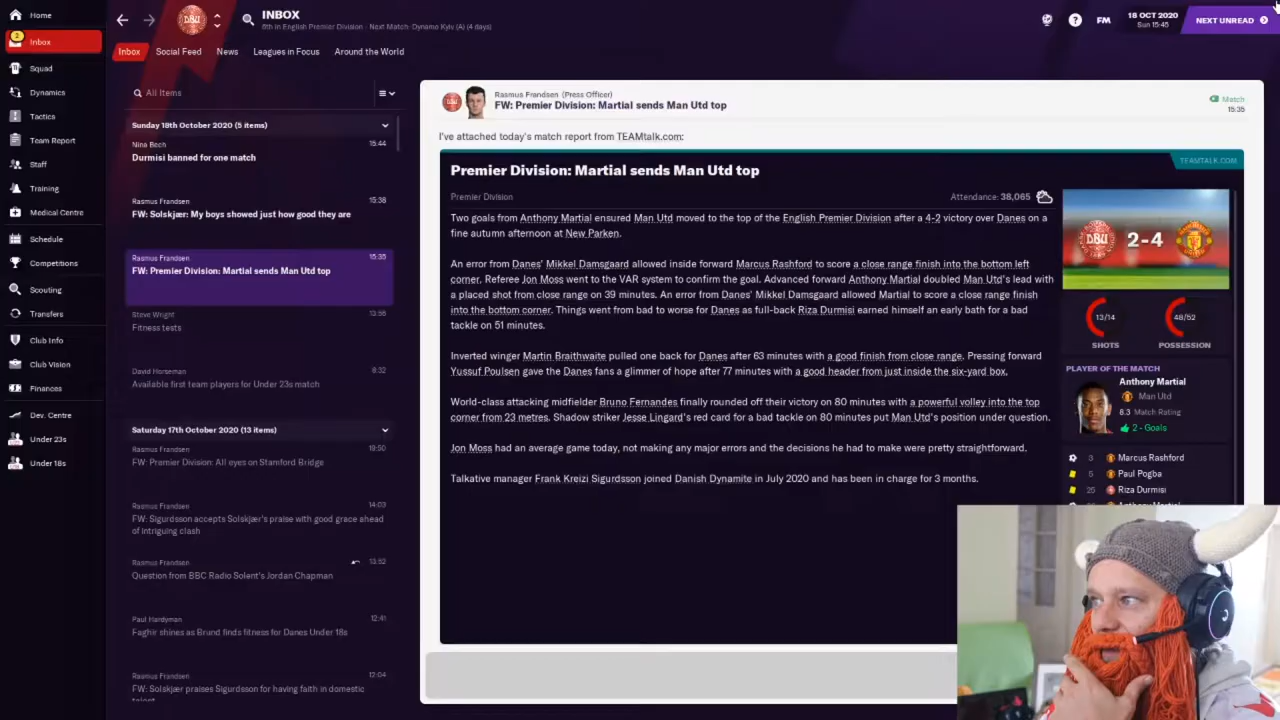 Home
2
Inbox
Squad
Dynamics
Tactics
Team Report
Staff
Training
Medical Centre
Schedule
Competitions
Scouting
Transfers
Club Info
Club Vision
Finances
Dev. Centre
Under 23s
Under 18s
DBU
INBOX
8th in English Premier Division - Next Match: Dynamo Kyiv (A) (4 days)
?
FM
18 OCT 2020
Sun 15:45
NEXT UNREAD
Inbox
Social Feed
News
Leagues in Focus
Around the World
All Items
Sunday 18th October 2020 (5 items)
Nina Bech 15:44
Durmisi banned for one match
Rasmus Frandsen 15:38
FW: Solskjær: My boys showed just how good they are
Rasmus Frandsen 15:35
FW: Premier Division: Martial sends Man Utd top
Steve Wright 13:56
Fitness tests
David Horseman 8:32
Available first team players for Under 23s match
Saturday 17th October 2020 (13 items)
Rasmus Frandsen 19:50
FW: Premier Division: All eyes on Stamford Bridge
Rasmus Frandsen 14:03
FW: Sigurdsson accepts Solskjær's praise with good grace ahead
of intriguing clash
Rasmus Frandsen 13:52
Question from BBC Radio Solent's Jordan Chapman
Paul Hardyman 12:41
Faghir shines as Brund finds fitness for Danes Under 18s
Rasmus Frandsen 12:04
FW: Solskjær praises Sigurdsson for having faith in domestic
talent
DBU
Rasmus Frandsen (Press Officer)
FW: Premier Division: Martial sends Man Utd top
Match
15:35
I've attached today's match report from TEAMtalk.com:
TEAMTALK.COM
Premier Division: Martial sends Man Utd top
Premier Division
Attendance: 38,065
Two goals from Anthony Martial ensured Man Utd moved to the top of the English Premier Division after a 4-2 victory over Danes on a
fine autumn afternoon at New Parken.
An error from Danes' Mikkel Damsgaard allowed inside forward Marcus Rashford to score a close range finish into the bottom left
corner. Referee Jon Moss went to the VAR system to confirm the goal. Advanced forward Anthony Martial doubled Man Utd's lead with
a placed shot from close range on 39 minutes. An error from Danes' Mikkel Damsgaard allowed Martial to score a close range finish
into the bottom corner. Things went from bad to worse for Danes as full-back Riza Durmisi earned himself an early bath for a bad
tackle on 51 minutes.
Inverted winger Martin Braithwaite pulled one back for Danes after 63 minutes with a good finish from close range. Pressing forward
Yussuf Poulsen gave the Danes fans a glimmer of hope after 77 minutes with a good header from just inside the six-yard box.
World-class attacking midfielder Bruno Fernandes finally rounded off their victory on 80 minutes with a powerful volley into the top
corner from 23 metres. Shadow striker Jesse Lingard's red card for a bad tackle on 80 minutes put Man Utd's position under question.
Jon Moss had an average game today, not making any major errors and the decisions he had to make were pretty straightforward.
Talkative manager Frank Kreizi Sigurdsson joined Danish Dynamite in July 2020 and has been in charge for 3 months.
DBU
2-4
13/14
SHOTS
48/52
POSSESSION
PLAYER OF THE MATCH
Anthony Martial
Man Utd
8.3 Match Rating
2 - Goals
3 Marcus Rashford
5 Paul Pogba
25 Riza Durmisi
Anthony Martial